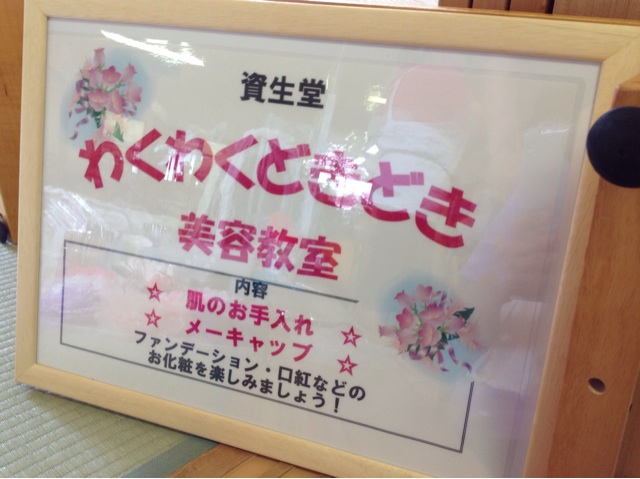 資生堂
わくわくどきどき
美容教室
内容
☆ 肌のお手入れ ☆
☆ メーキャップ ☆
ファンデーション・口紅などの
お化粧を楽しみましょう！